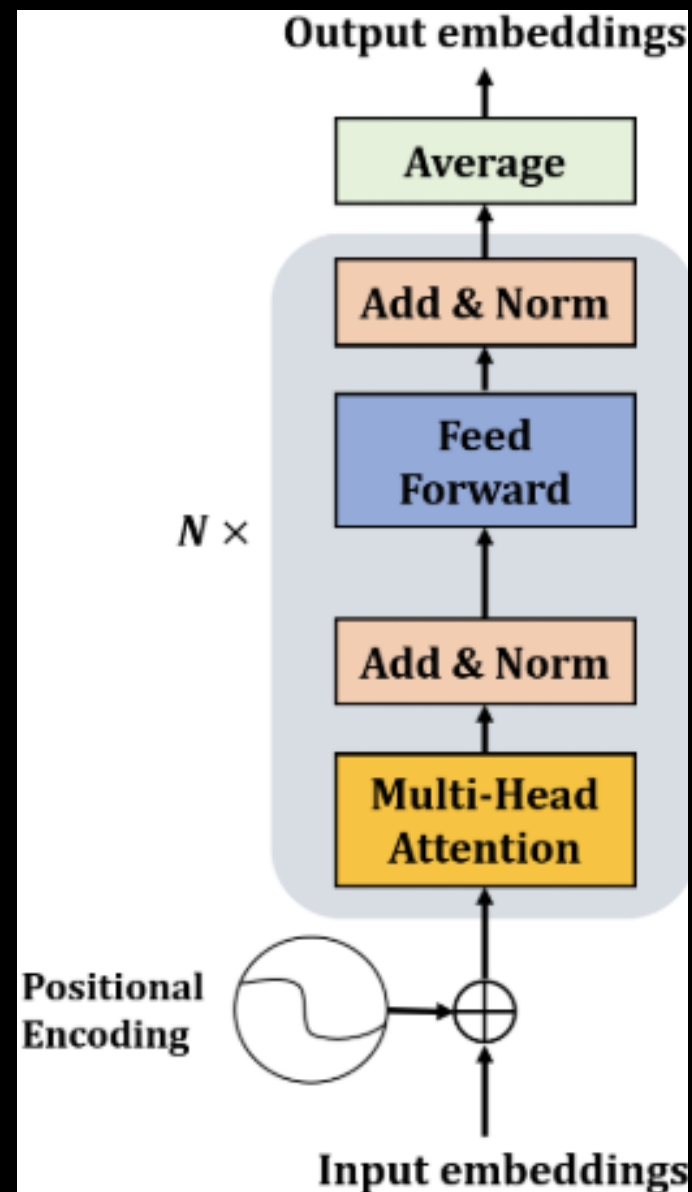 Output embeddings
Average
Add & Norm
Feed
Forward
N ×
Add & Norm
Multi-Head
Attention
Positional
Encoding
Input embeddings